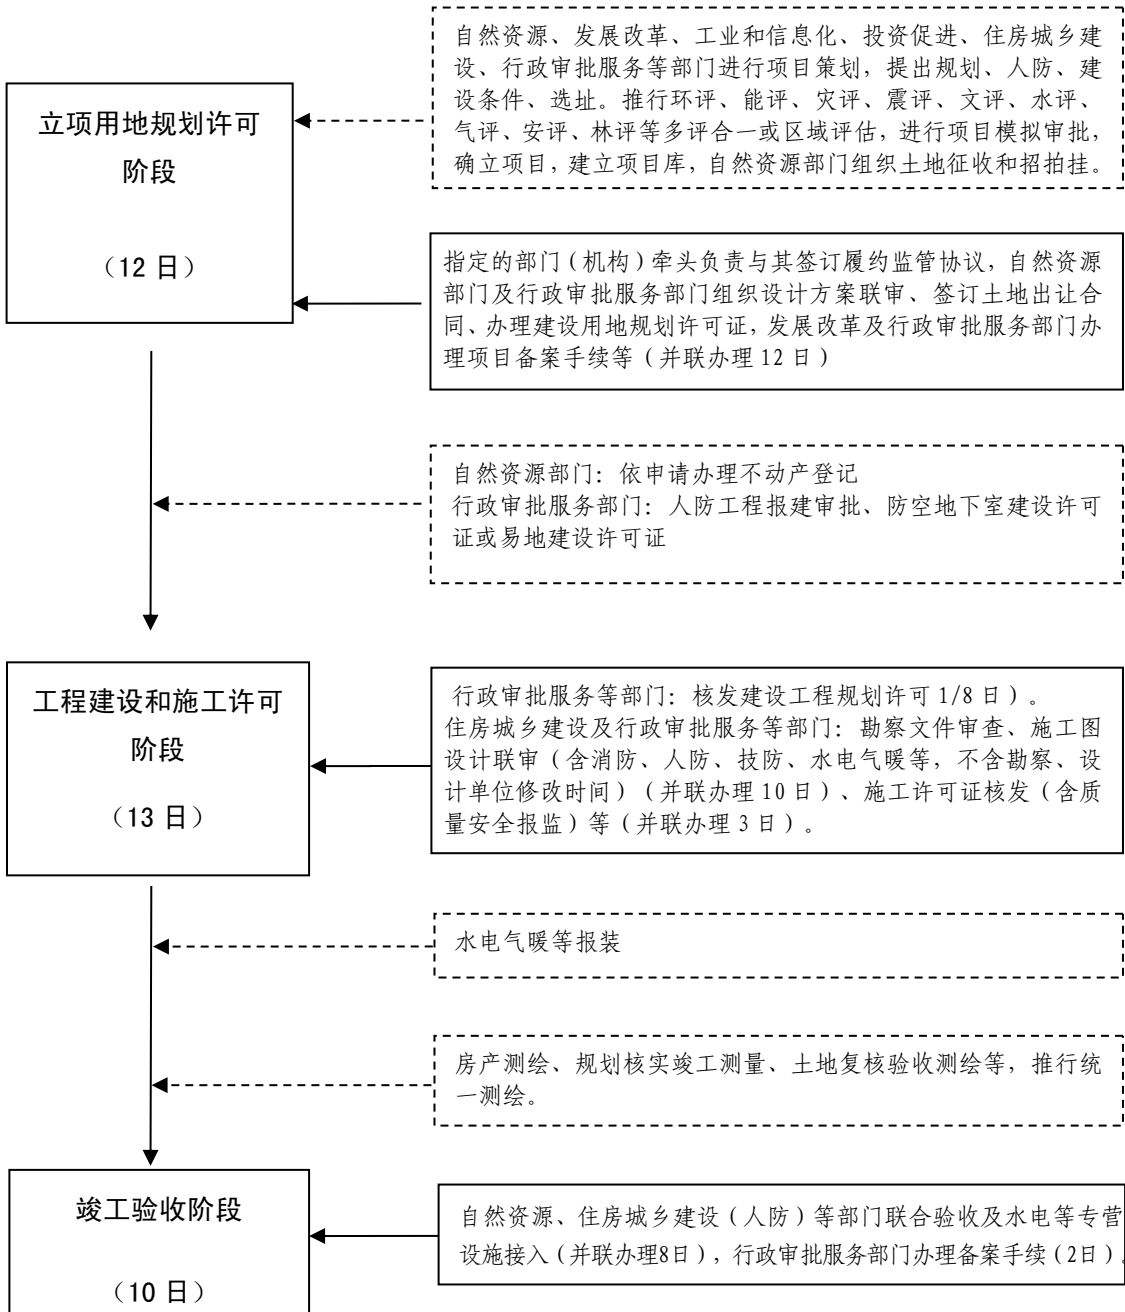 自然资源、发展改革、工业和信息化、投资促进、住房城乡建
设、行政审批服务等部门进行项目策划，提出规划、人防、建
设条件、选址。推行环评、能评、灾评、震评、文评、水评、
气评、安评、林评等多评合一或区域评估，进行项目模拟审批，
确立项目，建立项目库，自然资源部门组织土地征收和招拍挂。
立项用地规划许可
阶段
（12 日）
指定的部门（机构）牵头负责与其签订履约监管协议，自然资源
部门及行政审批服务部门组织设计方案联审、签订土地出让合
同、办理建设用地规划许可证，发展改革及行政审批服务部门办
理项目备案手续等（并联办理 12 日）
自然资源部门：依申请办理不动产登记
行政审批服务部门：人防工程报建审批、防空地下室建设许可
证或易地建设许可证
工程建设和施工许可
阶段
（13 日）
行政审批服务等部门：核发建设工程规划许可 1/8 日）。
住房城乡建设及行政审批服务等部门：勘察文件审查、施工图
设计联审（含消防、人防、技防、水电气暖等，不含勘察、设
计单位修改时间）（并联办理 10 日）、施工许可证核发（含质
量安全报监）等（并联办理 3 日）。
水电气暖等报装
房产测绘、规划核实竣工测量、土地复核验收测绘等，推行统
一测绘。
竣工验收阶段
（10 日）
自然资源、住房城乡建设（人防）等部门联合验收及水电等专营
设施接入（并联办理8日），行政审批服务部门办理备案手续（2日）。